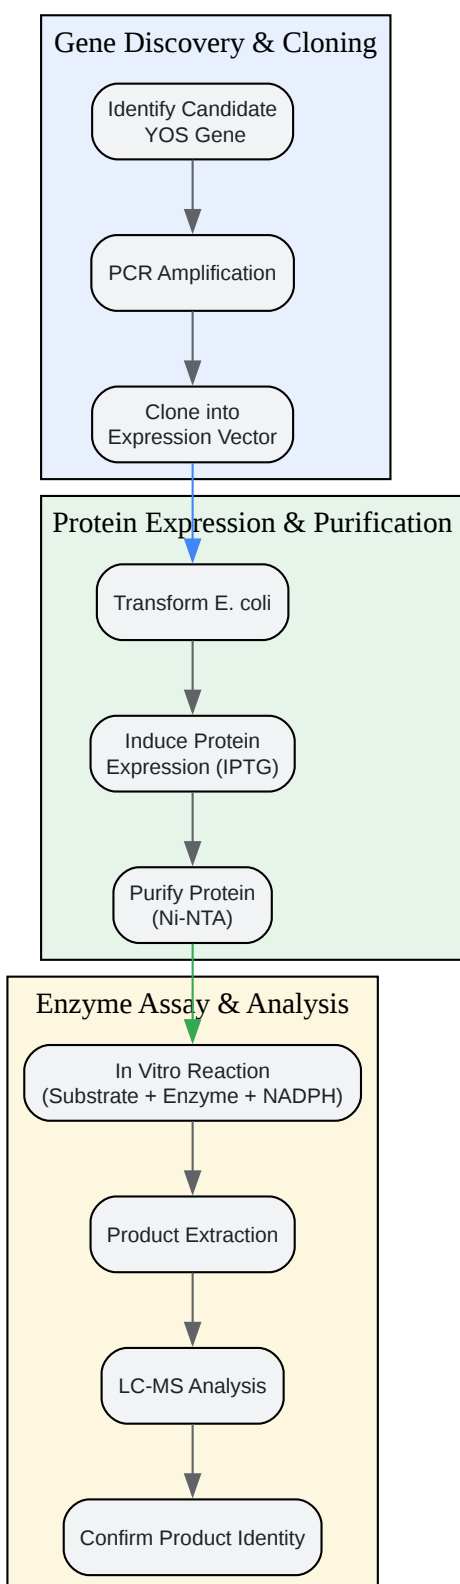 Gene Discovery & Cloning
Identify Candidate
YOS Gene
PCR Amplification
Clone into
Expression Vector
Protein Expression & Purification
Transform E. coli
Induce Protein
Expression (IPTG)
Purify Protein
(Ni-NTA)
Enzyme Assay & Analysis
In Vitro Reaction
(Substrate + Enzyme + NADPH)
Product Extraction
LC-MS Analysis
Confirm Product Identity